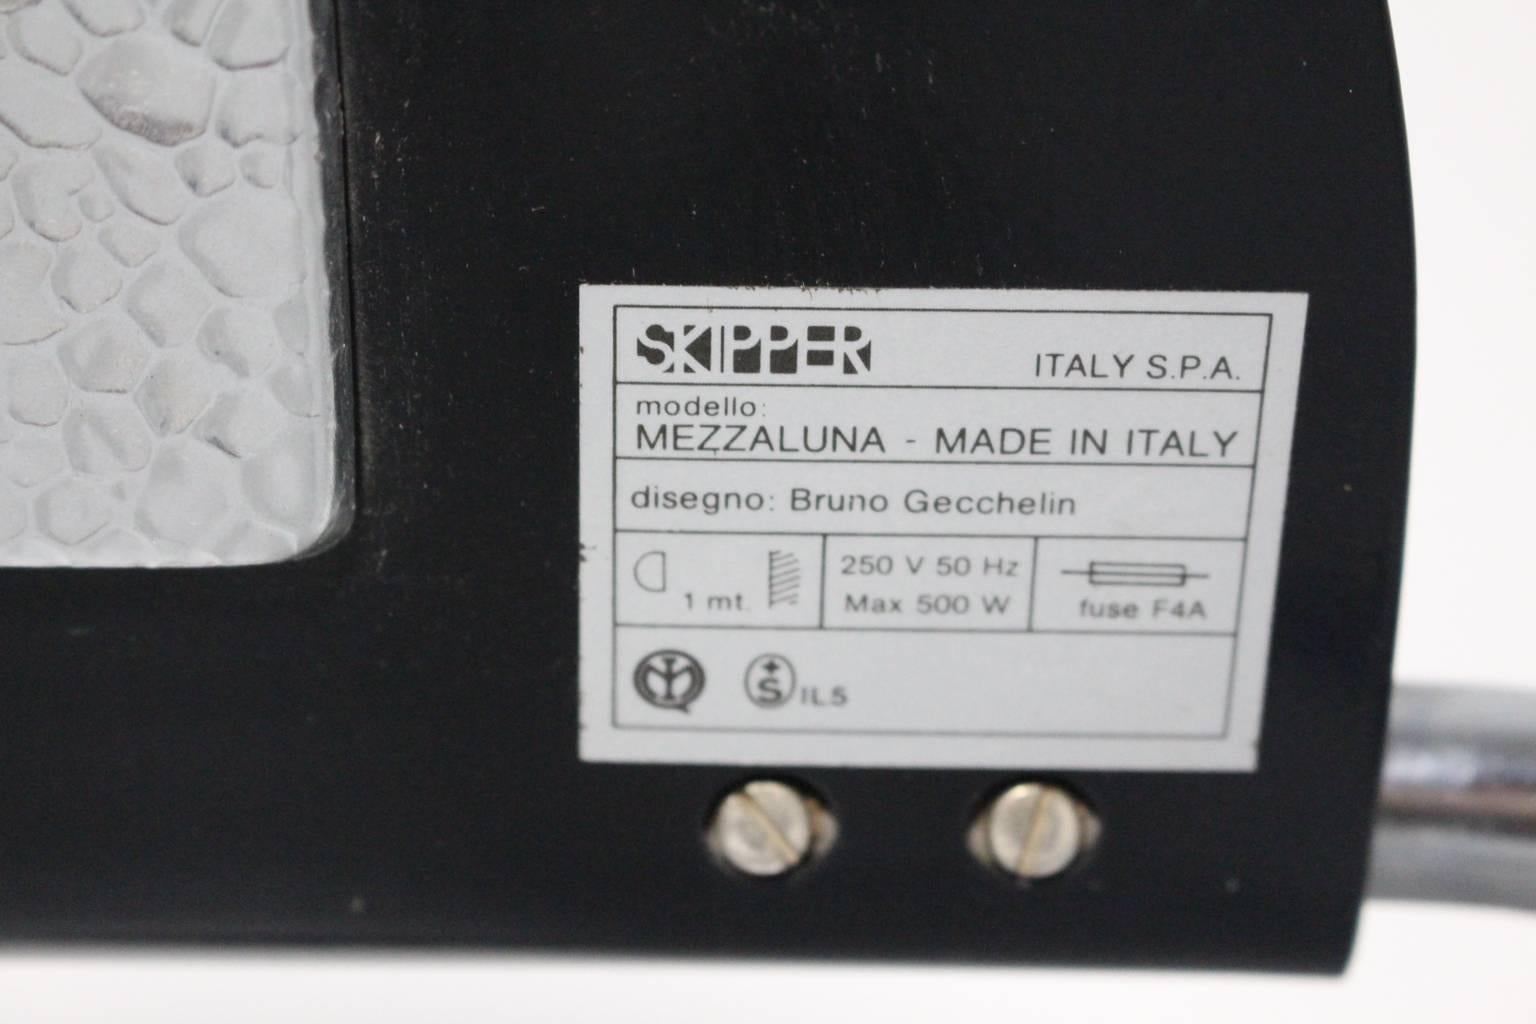 SKIPPER ITALY S.P.A.
modello:
MEZZALUNA - MADE IN ITALY
disegno: Bruno Gecchelin
1 mt.
250 V 50 Hz
Max 500 W
fuse F4A
IMQ +S IL5